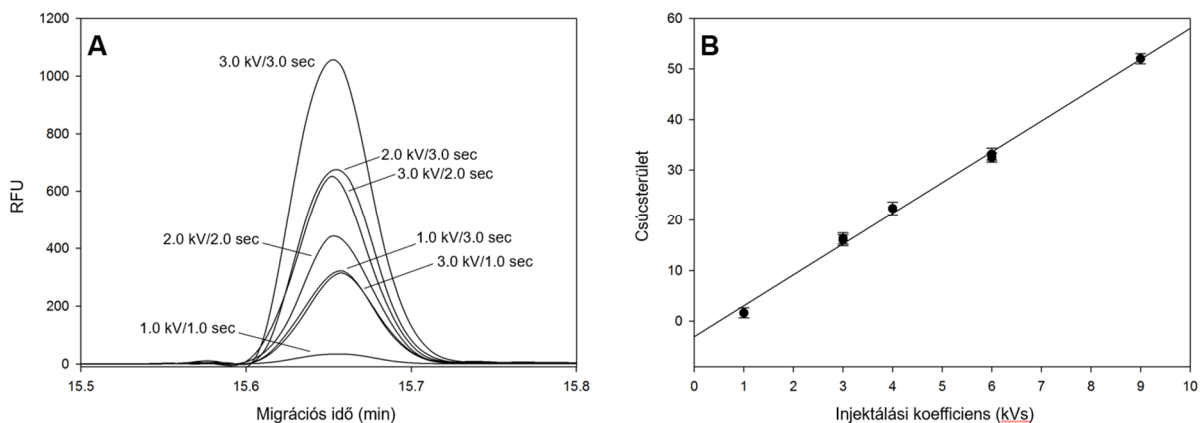 A
RFU
1200
1000
800
600
400
200
0
3.0 kV/3.0 sec
2.0 kV/3.0 sec
3.0 kV/2.0 sec
2.0 kV/2.0 sec
1.0 kV/3.0 sec
3.0 kV/1.0 sec
1.0 kV/1.0 sec
15.5 15.6 15.7 15.8
Migrációs idő (min)
B
Csúcsterület
60
50
40
30
20
10
0
0 1 2 3 4 5 6 7 8 9 10
Injektálási koefficiens (kVs)